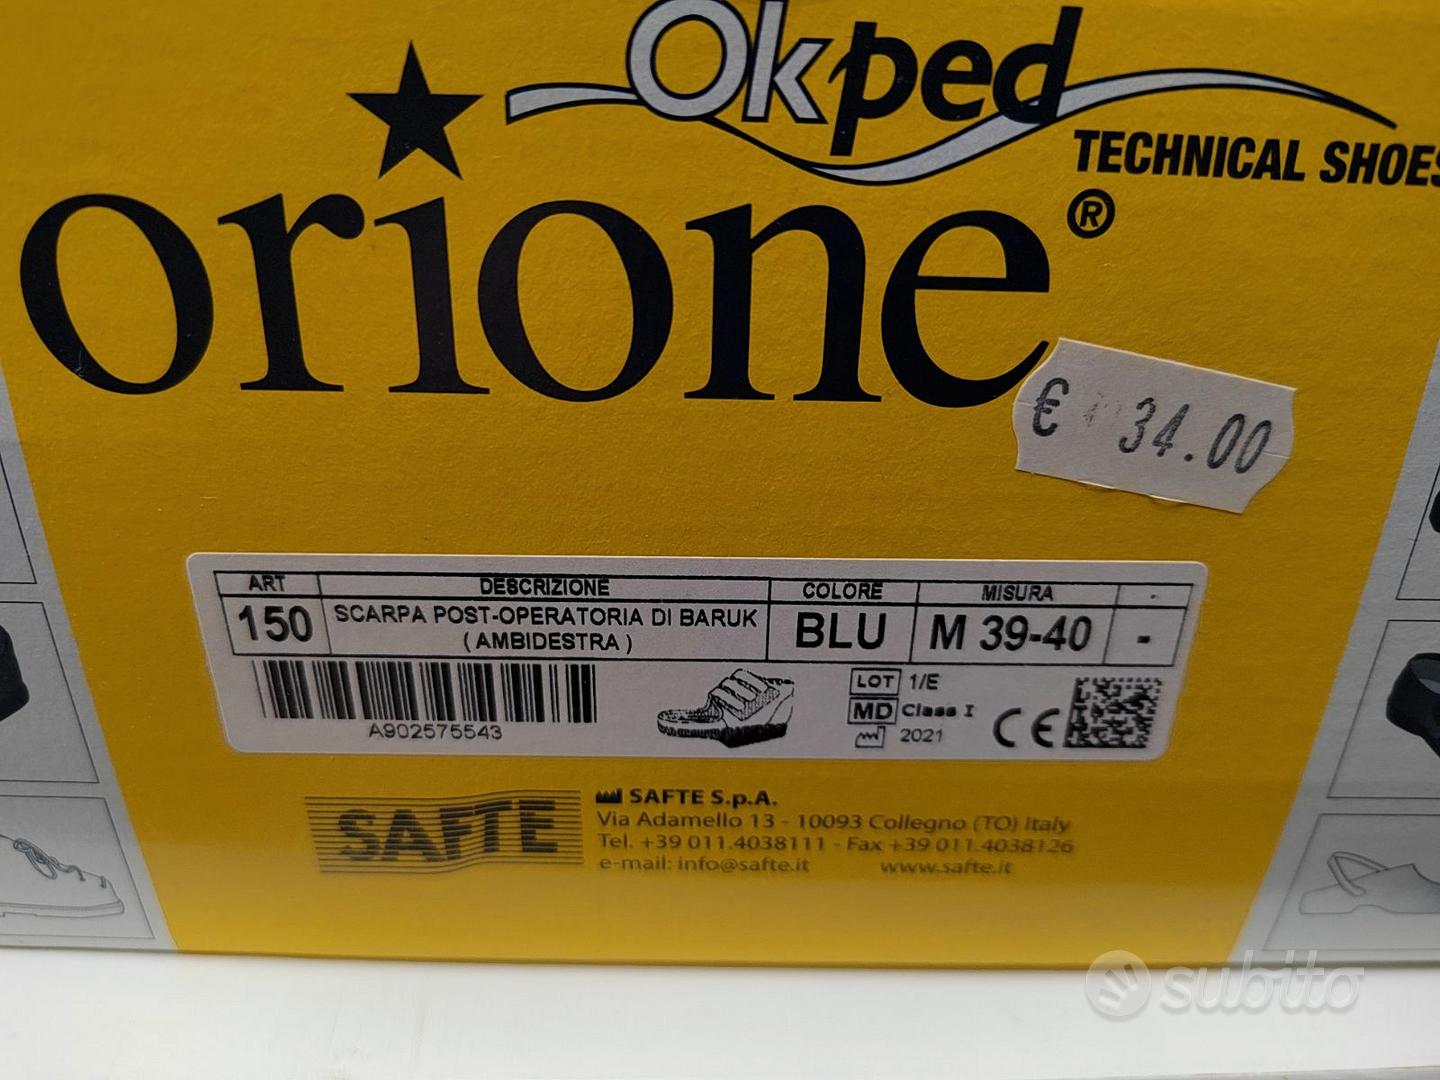 Okped
TECHNICAL SHOES
orione®
€ 34.00
ART DESCRIZIONE COLORE MISURA -
150 SCARPA POST-OPERATORIA DI BARUK BLU M 39-40 -
(AMBIDESTRA)
LOT 1/E
MD Class I
2021
CE
A902575543
SAFTE
SAFTE S.p.A.
Via Adamello 13 - 10093 Collegno (TO) Italy
Tel. +39 011.4038111 - Fax +39 011.4038126
e-mail: info@safte.it www.safte.it
subito